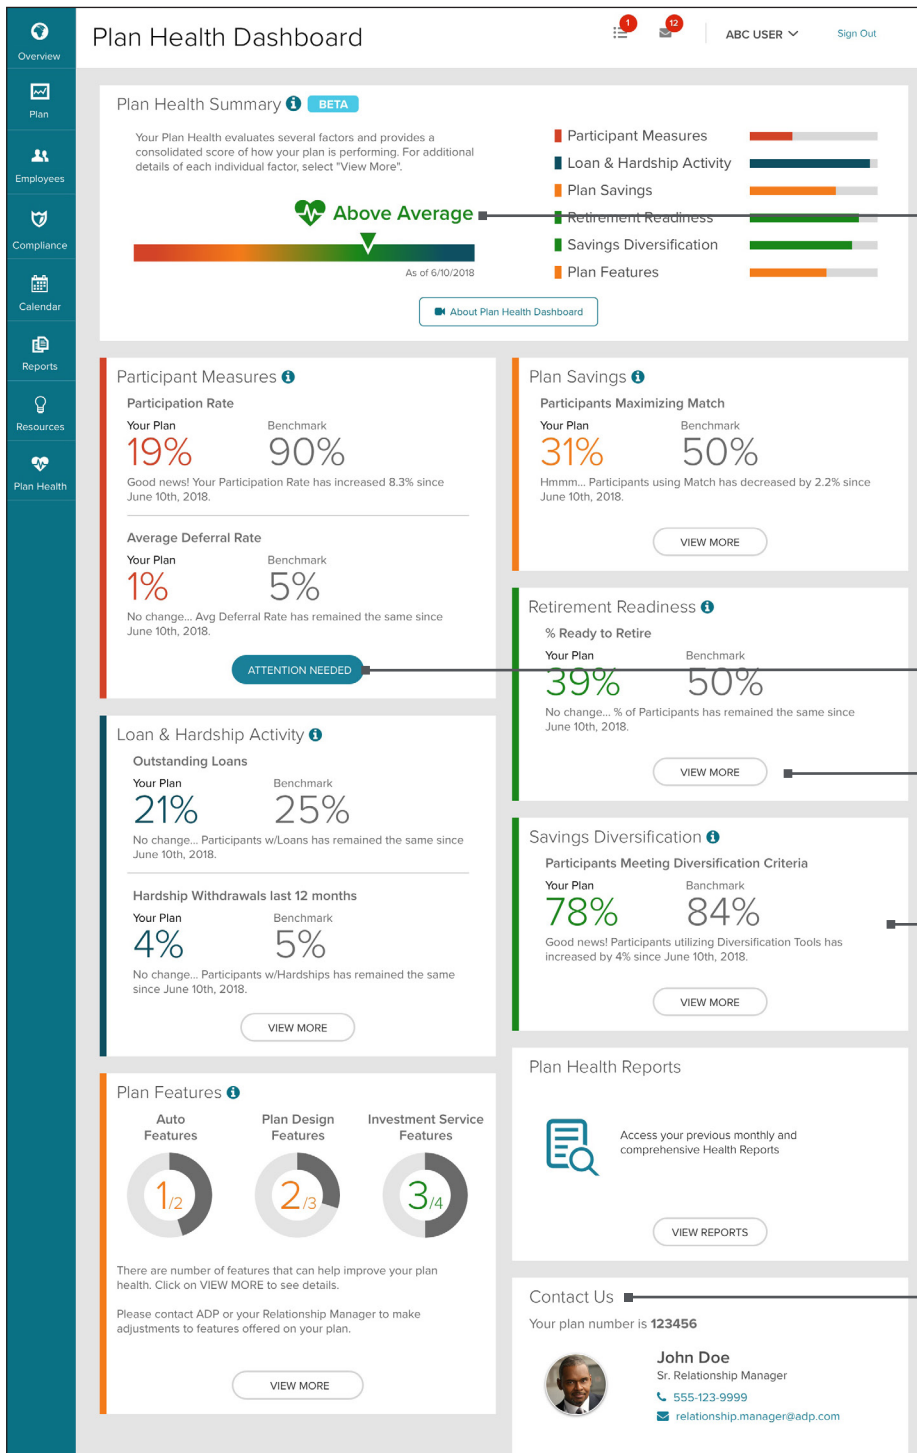 Plan Health Dashboard
1
12
ABC USER
Sign Out
Overview
Plan
Employees
Compliance
Calendar
Reports
Resources
Plan Health
Plan Health Summary
BETA
Your Plan Health evaluates several factors and provides a
consolidated score of how your plan is performing. For additional
details of each individual factor, select "View More".
Above Average
As of 6/10/2018
Participant Measures
Loan & Hardship Activity
Plan Savings
Retirement Readiness
Savings Diversification
Plan Features
About Plan Health Dashboard
Participant Measures
Participation Rate
Your Plan Benchmark
19% 90%
Good news! Your Participation Rate has increased 8.3% since
June 10th, 2018.
Average Deferral Rate
Your Plan Benchmark
1% 5%
No change... Avg Deferral Rate has remained the same since
June 10th, 2018.
ATTENTION NEEDED
Loan & Hardship Activity
Outstanding Loans
Your Plan Benchmark
21% 25%
No change... Participants w/Loans has remained the same since
June 10th, 2018.
Hardship Withdrawals last 12 months
Your Plan Benchmark
4% 5%
No change... Participants w/Hardships has remained the same
since June 10th, 2018.
VIEW MORE
Plan Features
Auto
Features
Plan Design
Features
Investment Service
Features
1/2
2/3
3/4
There are number of features that can help improve your plan
health. Click on VIEW MORE to see details.
Please contact ADP or your Relationship Manager to make
adjustments to features offered on your plan.
VIEW MORE
Plan Savings
Participants Maximizing Match
Your Plan Benchmark
31% 50%
Hmmm... Participants using Match has decreased by 2.2% since
June 10th, 2018.
VIEW MORE
Retirement Readiness
% Ready to Retire
Your Plan Benchmark
39% 50%
No change... % of Participants has remained the same since
June 10th, 2018.
VIEW MORE
Savings Diversification
Participants Meeting Diversification Criteria
Your Plan Banchmark
78% 84%
Good news! Participants utilizing Diversification Tools has
increased by 4% since June 10th, 2018.
VIEW MORE
Plan Health Reports
Access your previous monthly and
comprehensive Health Reports
VIEW REPORTS
Contact Us
Your plan number is 123456
John Doe
Sr. Relationship Manager
555-123-9999
relationship.manager@adp.com